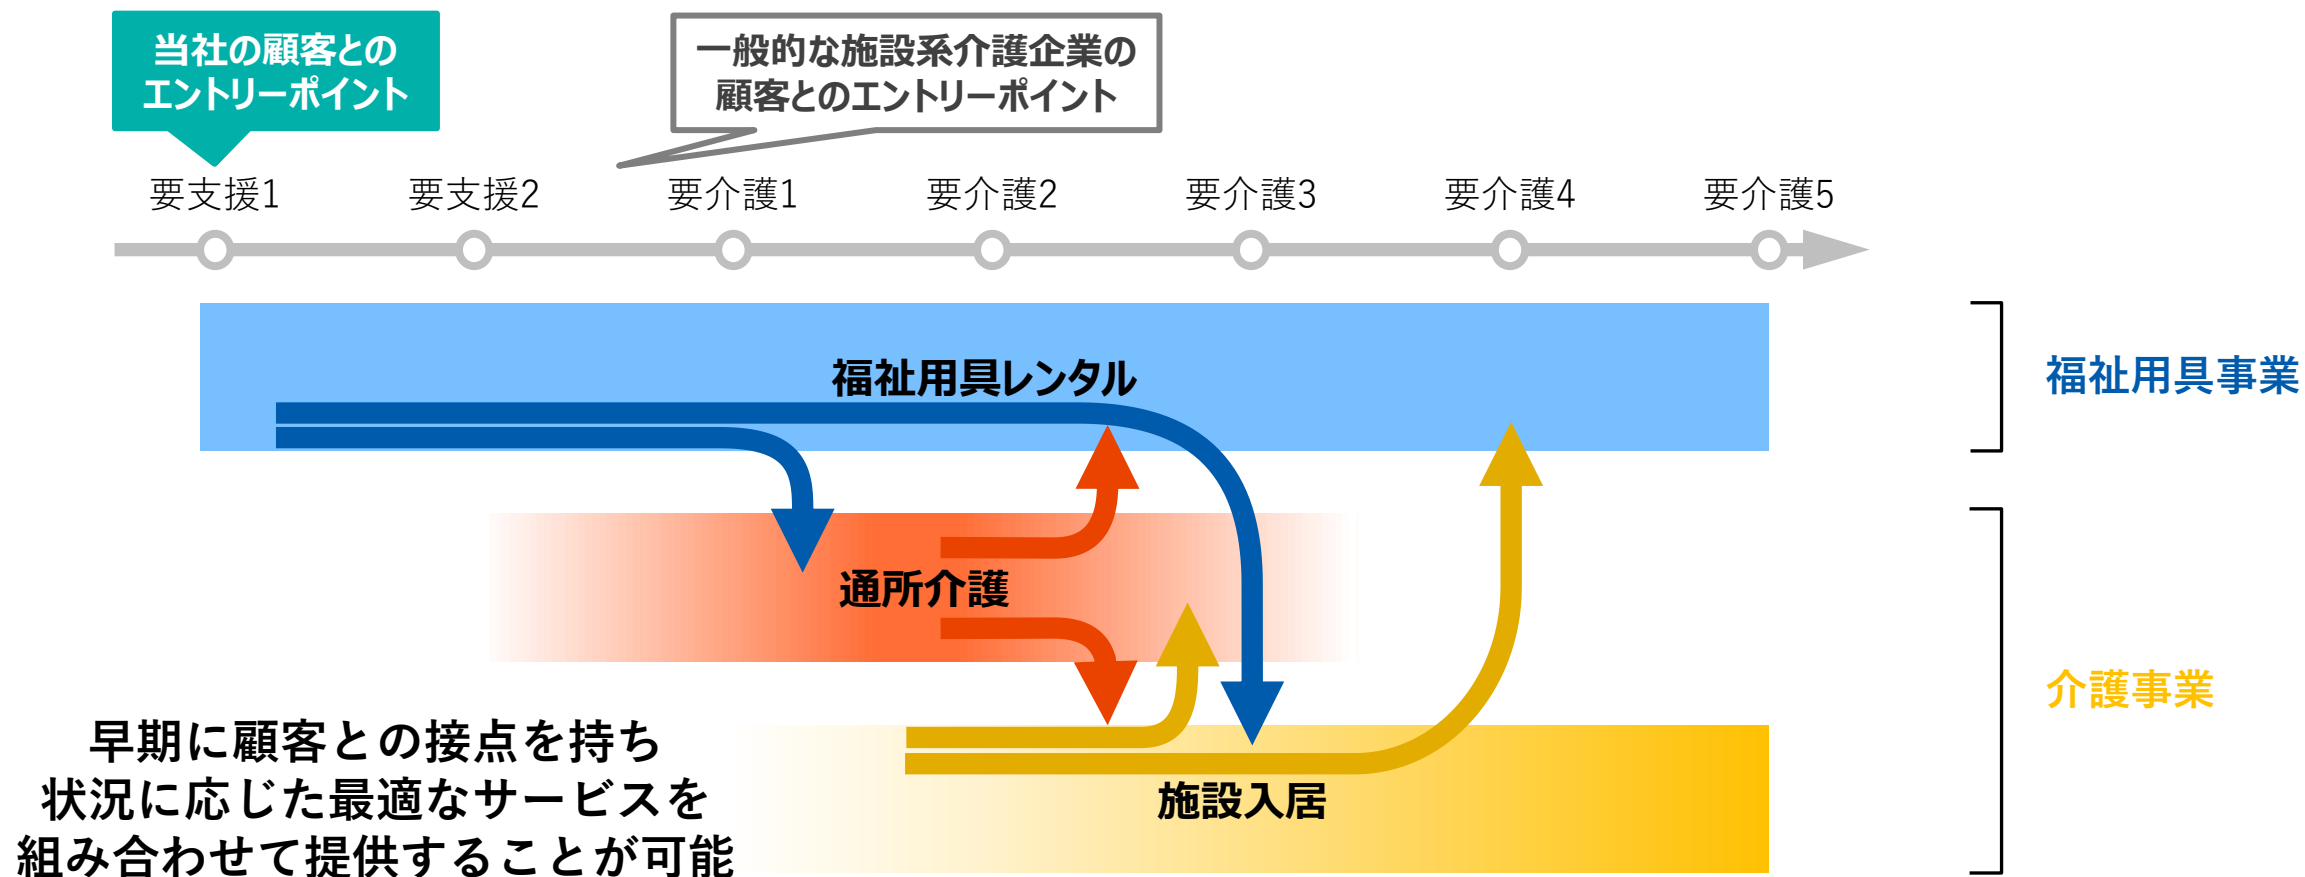 当社の顧客との
エントリーポイント
一般的な施設系介護企業の
顧客とのエントリーポイント
要支援1
要支援2
要介護1
要介護2
要介護3
要介護4
要介護5
福祉用具レンタル
福祉用具事業
通所介護
介護事業
施設入居
早期に顧客との接点を持ち
状況に応じた最適なサービスを
組み合わせて提供することが可能